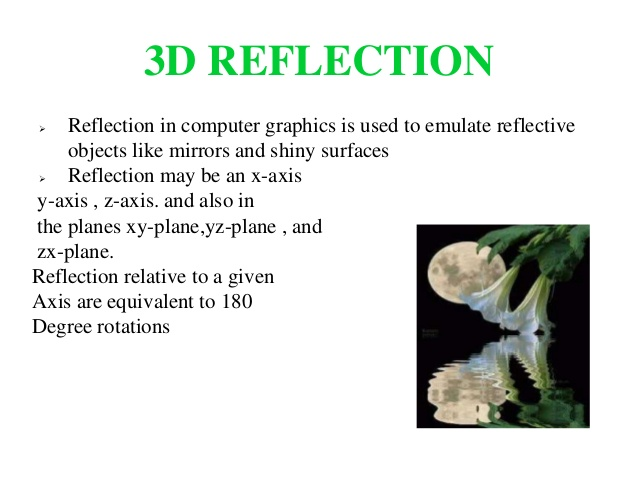 3D REFLECTION
Reflection in computer graphics is used to emulate reflective
objects like mirrors and shiny surfaces
Reflection may be an x-axis
y-axis , z-axis. and also in
the planes xy-plane,yz-plane , and
zx-plane.
Reflection relative to a given
Axis are equivalent to 180
Degree rotations